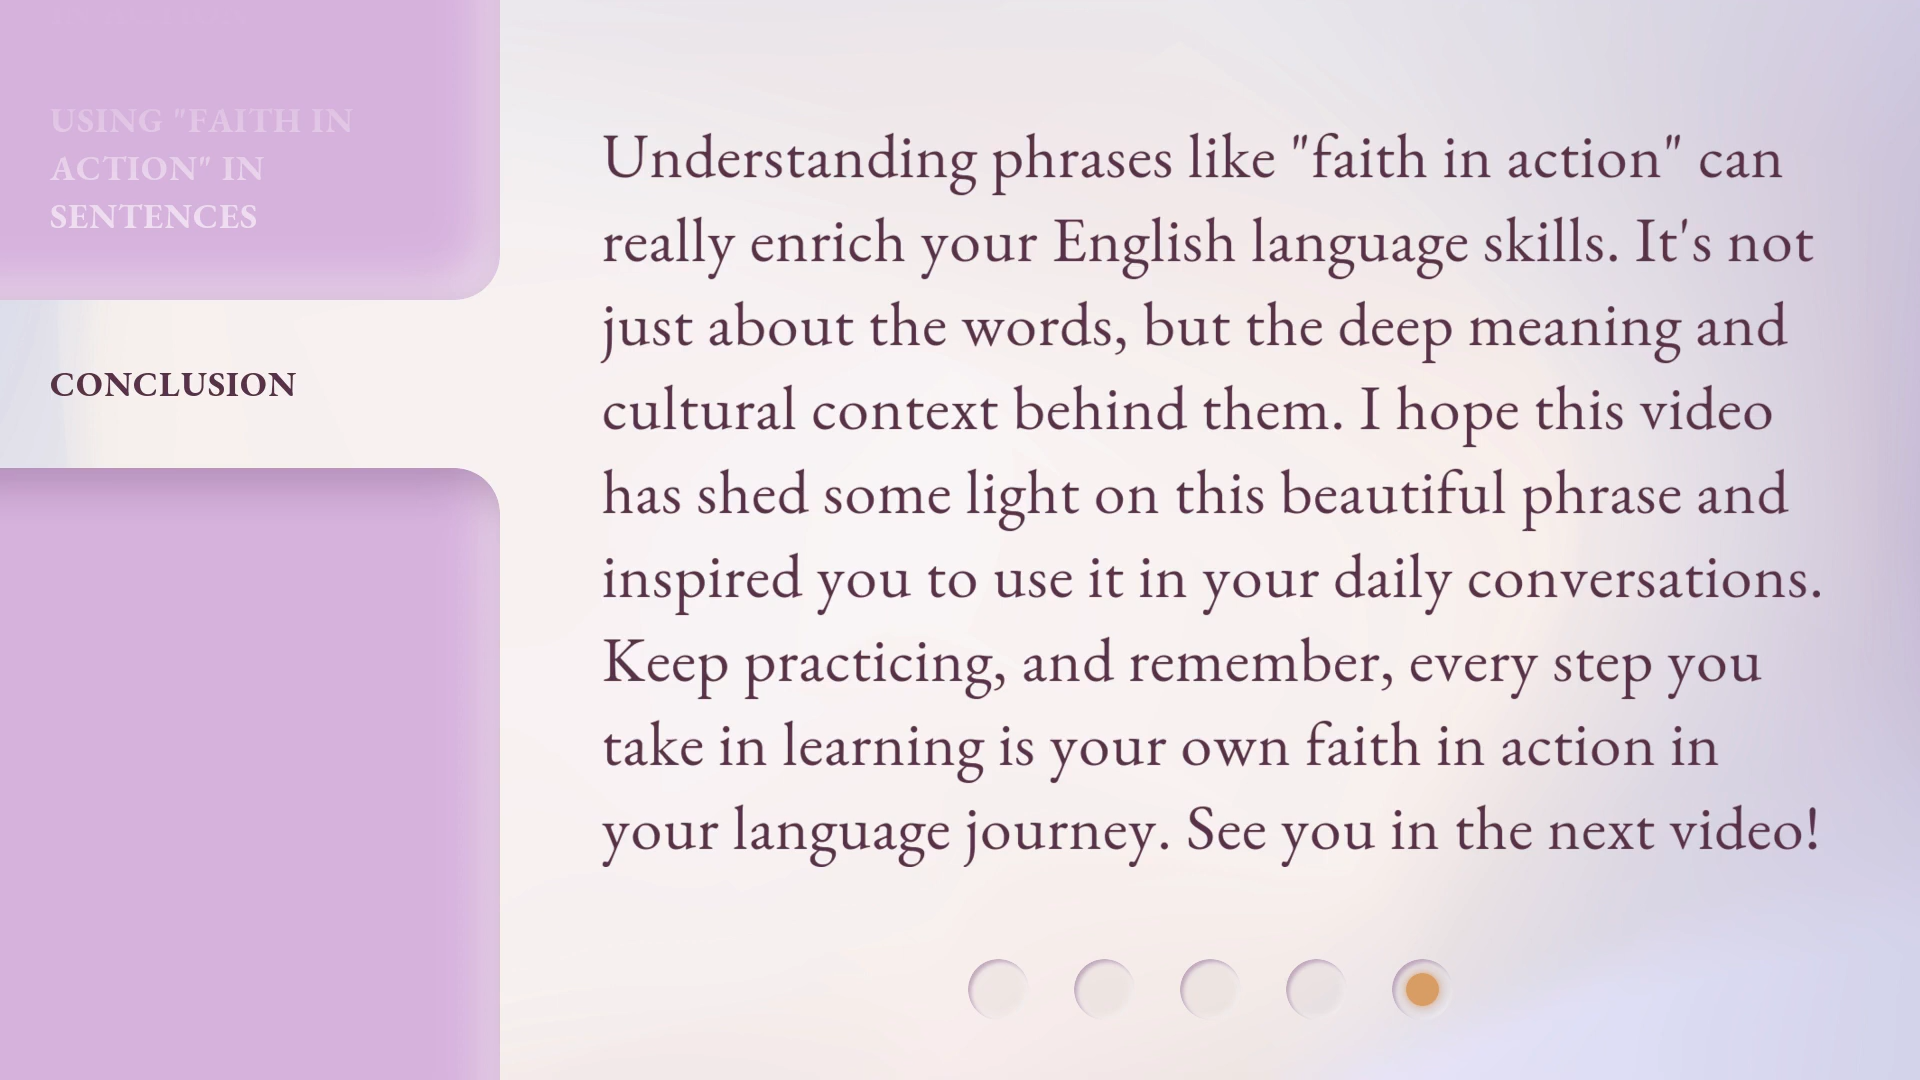 USING "FAITH IN
ACTION" IN
SENTENCES
CONCLUSION
Understanding phrases like "faith in action" can
really enrich your English language skills. It's not
just about the words, but the deep meaning and
cultural context behind them. I hope this video
has shed some light on this beautiful phrase and
inspired you to use it in your daily conversations.
Keep practicing, and remember, every step you
take in learning is your own faith in action in
your language journey. See you in the next video!